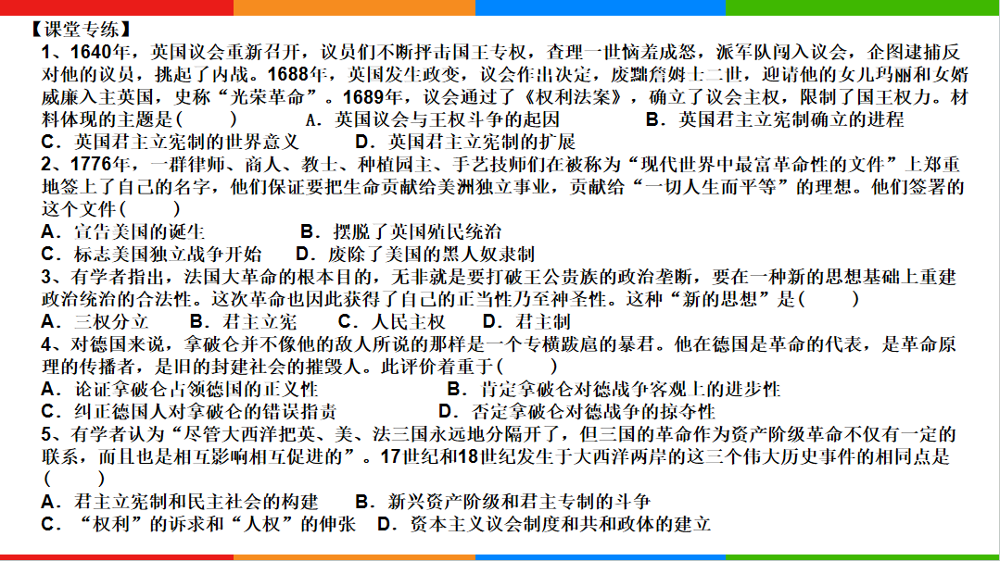 【课堂专练】
1、1640年，英国议会重新召开，议员们不断抨击国王专权，查理一世恼羞成怒，派军队闯入议会，企图逮捕反
对他的议员，挑起了内战。1688年，英国发生政变，议会作出决定，废黜詹姆士二世，迎请他的女儿玛丽和女婿
威廉入主英国，史称“光荣革命”。1689年，议会通过了《权利法案》，确立了议会主权，限制了国王权力。材
料体现的主题是(　　) A．英国议会与王权斗争的起因 B．英国君主立宪制确立的进程
C．英国君主立宪制的世界意义 D．英国君主立宪制的扩展
2、1776年，一群律师、商人、教士、种植园主、手艺技师们在被称为“现代世界中最富革命性的文件”上郑重
地签上了自己的名字，他们保证要把生命贡献给美洲独立事业，贡献给“一切人生而平等”的理想。他们签署的
这个文件(　　)
A．宣告美国的诞生 B．摆脱了英国殖民统治
C．标志美国独立战争开始 D．废除了美国的黑人奴隶制
3、有学者指出，法国大革命的根本目的，无非就是要打破王公贵族的政治垄断，要在一种新的思想基础上重建
政治统治的合法性。这次革命也因此获得了自己的正当性乃至神圣性。这种“新的思想”是(　　)
A．三权分立 B．君主立宪 C．人民主权 D．君主制
4、对德国来说，拿破仑并不像他的敌人所说的那样是一个专横跋扈的暴君。他在德国是革命的代表，是革命原
理的传播者，是旧的封建社会的摧毁人。此评价着重于(　　)
A．论证拿破仑占领德国的正义性 B．肯定拿破仑对德战争客观上的进步性
C．纠正德国人对拿破仑的错误指责 D．否定拿破仑对德战争的掠夺性
5、有学者认为“尽管大西洋把英、美、法三国永远地分隔开了，但三国的革命作为资产阶级革命不仅有一定的
联系，而且也是相互影响相互促进的”。17世纪和18世纪发生于大西洋两岸的这三个伟大历史事件的相同点是
(　　)
A．君主立宪制和民主社会的构建 B．新兴资产阶级和君主专制的斗争
C．“权利”的诉求和“人权”的伸张 D．资本主义议会制度和共和政体的建立